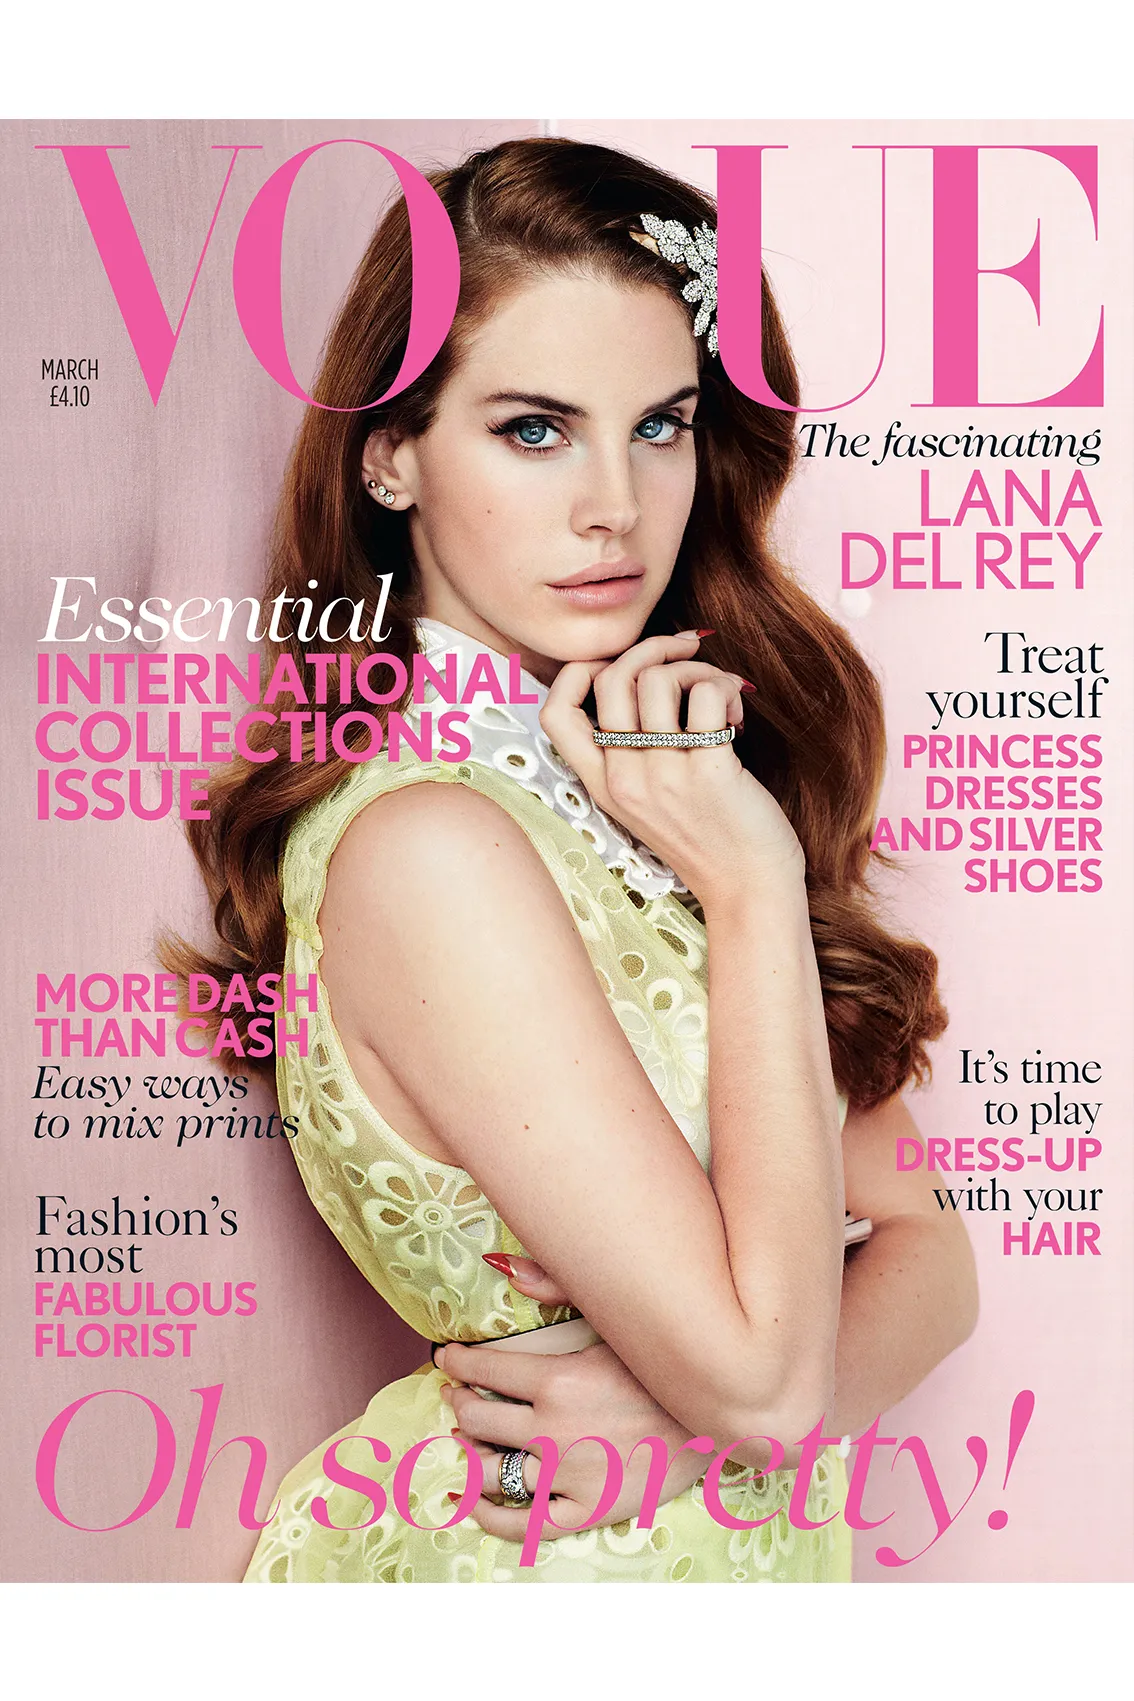 VOGUE
MARCH
£4.10
The fascinating
LANA
DEL REY
Essential
INTERNATIONAL
COLLECTIONS
ISSUE
Treat
yourself
PRINCESS
DRESSES
AND SILVER
SHOES
MORE DASH
THAN CASH
Easy ways
to mix prints
It's time
to play
DRESS-UP
with your
HAIR
Fashion's
most
FABULOUS
FLORIST
Oh so pretty!